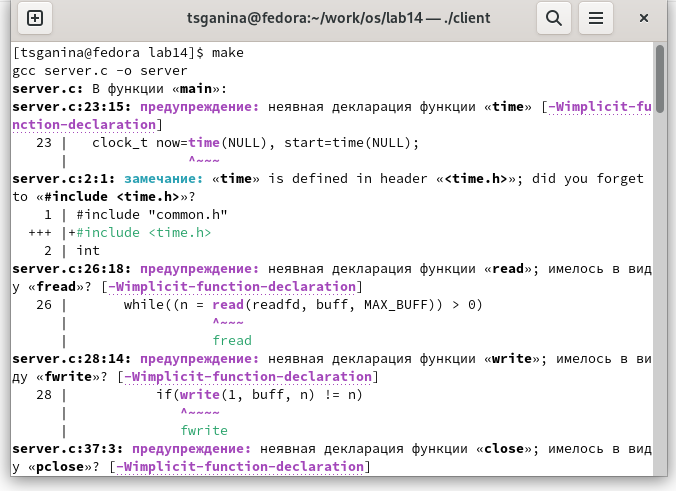 tsganina@fedora:~/work/os/lab14 — ./client
[tsganina@fedora lab14]$ make
gcc server.c -o server
server.c: В функции «main»:
server.c:23:15: предупреждение: неявная декларация функции «time» [-Wimplicit-fu
nction-declaration]
   23 |   clock_t now=time(NULL), start=time(NULL);
      |               ^~~~
server.c:2:1: замечание: «time» is defined in header «<time.h>»; did you forget
to «#include <time.h>»?
    1 | #include "common.h"
  +++ |+#include <time.h>
    2 | int
server.c:26:18: предупреждение: неявная декларация функции «read»; имелось в вид
у «fread»? [-Wimplicit-function-declaration]
   26 |       while((n = read(readfd, buff, MAX_BUFF)) > 0)
      |                  ^~~~
      |                  fread
server.c:28:14: предупреждение: неявная декларация функции «write»; имелось в ви
ду «fwrite»? [-Wimplicit-function-declaration]
   28 |           if(write(1, buff, n) != n)
      |              ^~~~~
      |              fwrite
server.c:37:3: предупреждение: неявная декларация функции «close»; имелось в вид
у «pclose»? [-Wimplicit-function-declaration]